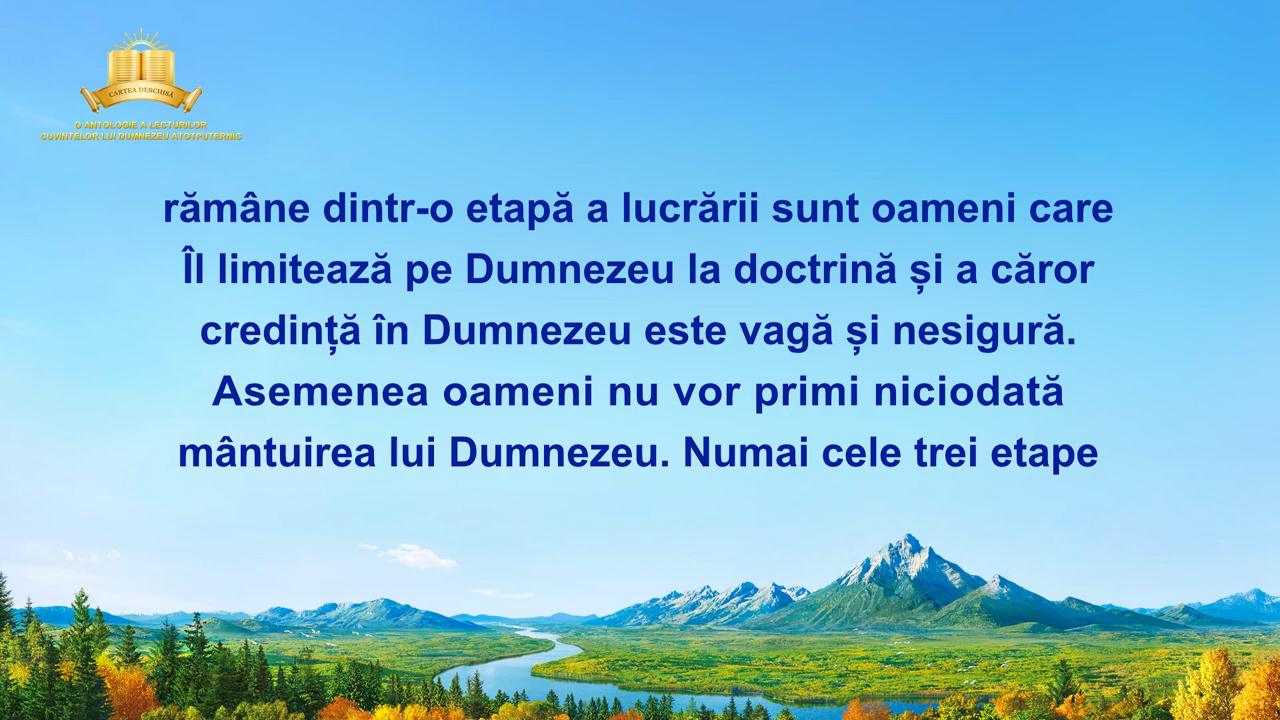 CARTEA DESCHISĂ
O ANTOLOGIE A LECTURILOR
CUVINTELOR LUI DUMNEZEU ATOTPUTERNIC
rămâne dintr-o etapă a lucrării sunt oameni care
Îl limitează pe Dumnezeu la doctrină și a căror
credință în Dumnezeu este vagă și nesigură.
Asemenea oameni nu vor primi niciodată
mântuirea lui Dumnezeu. Numai cele trei etape